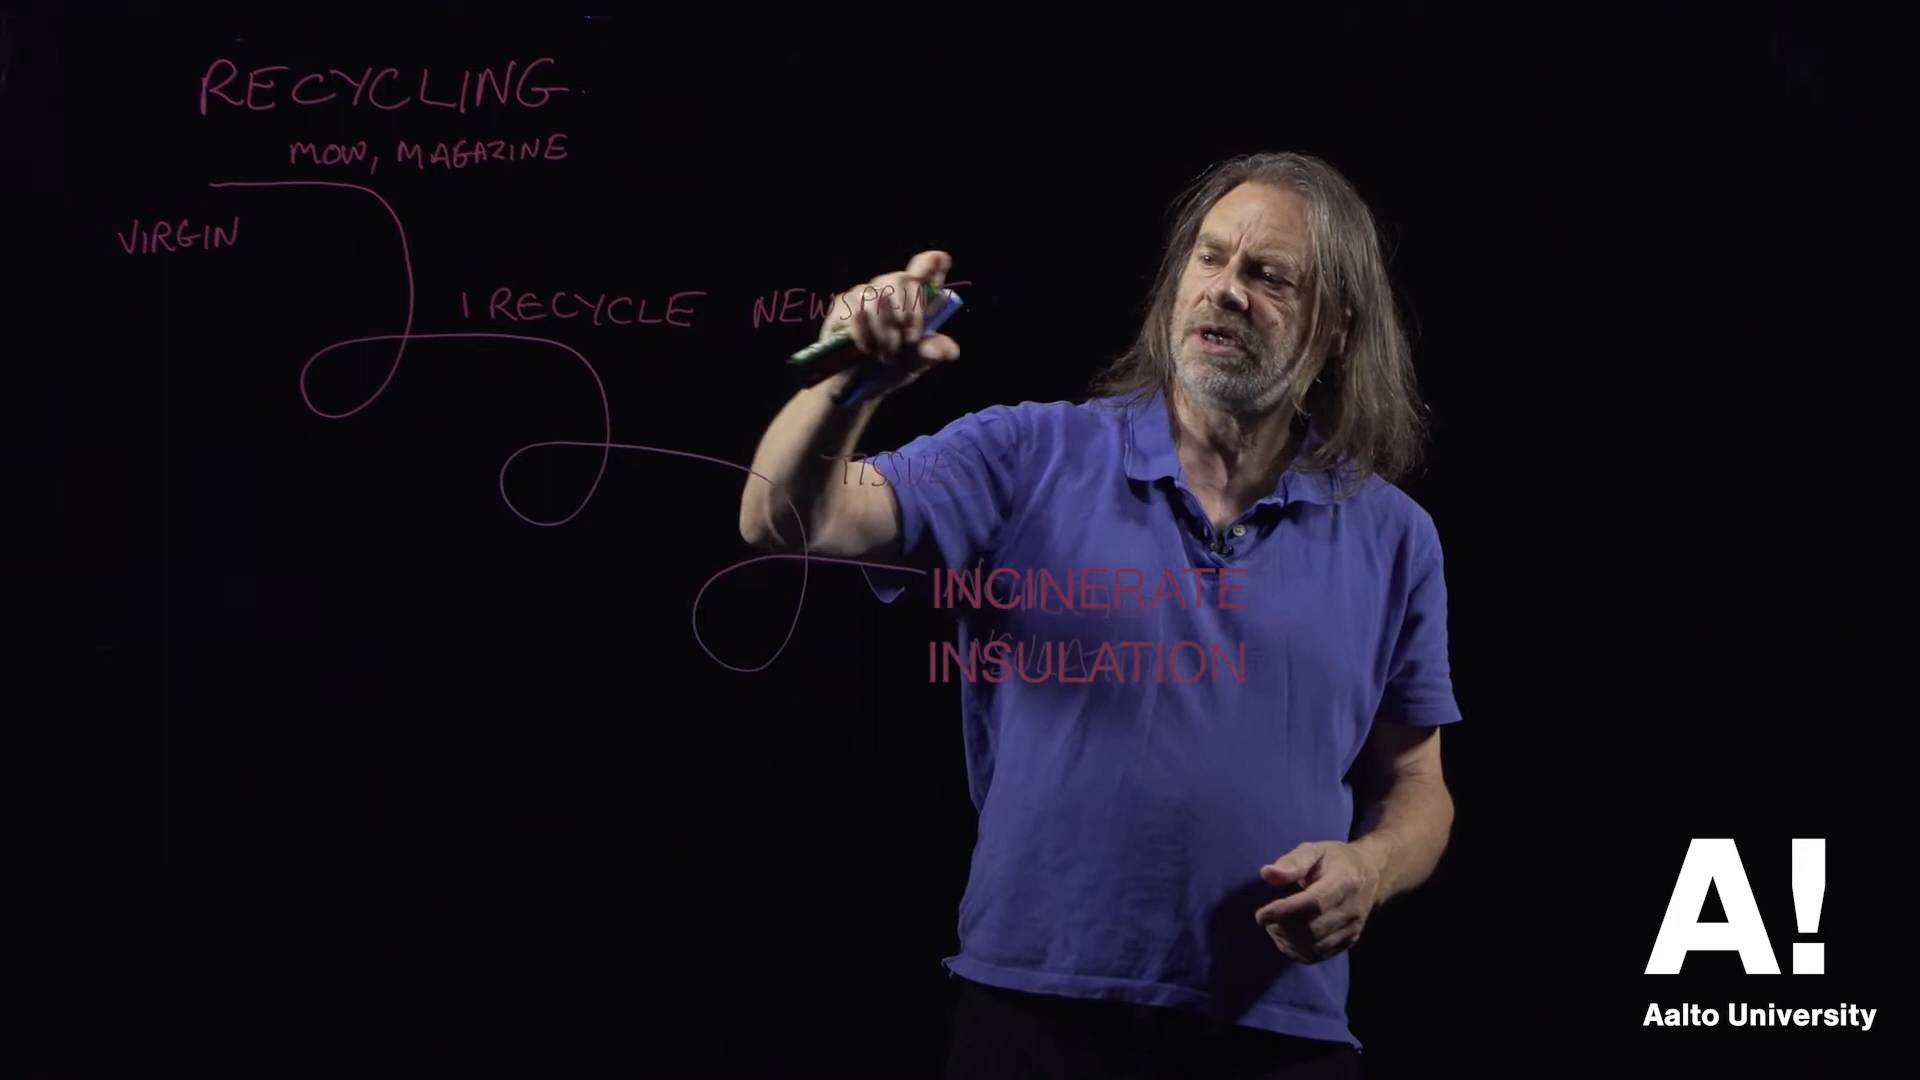 RECYCLING.
MOW, MAGAZINE
VIRGIN
1 RECYCLE NEWSPRINT.
TISSUE
INCINERATE
INSULATION
A!
Aalto University